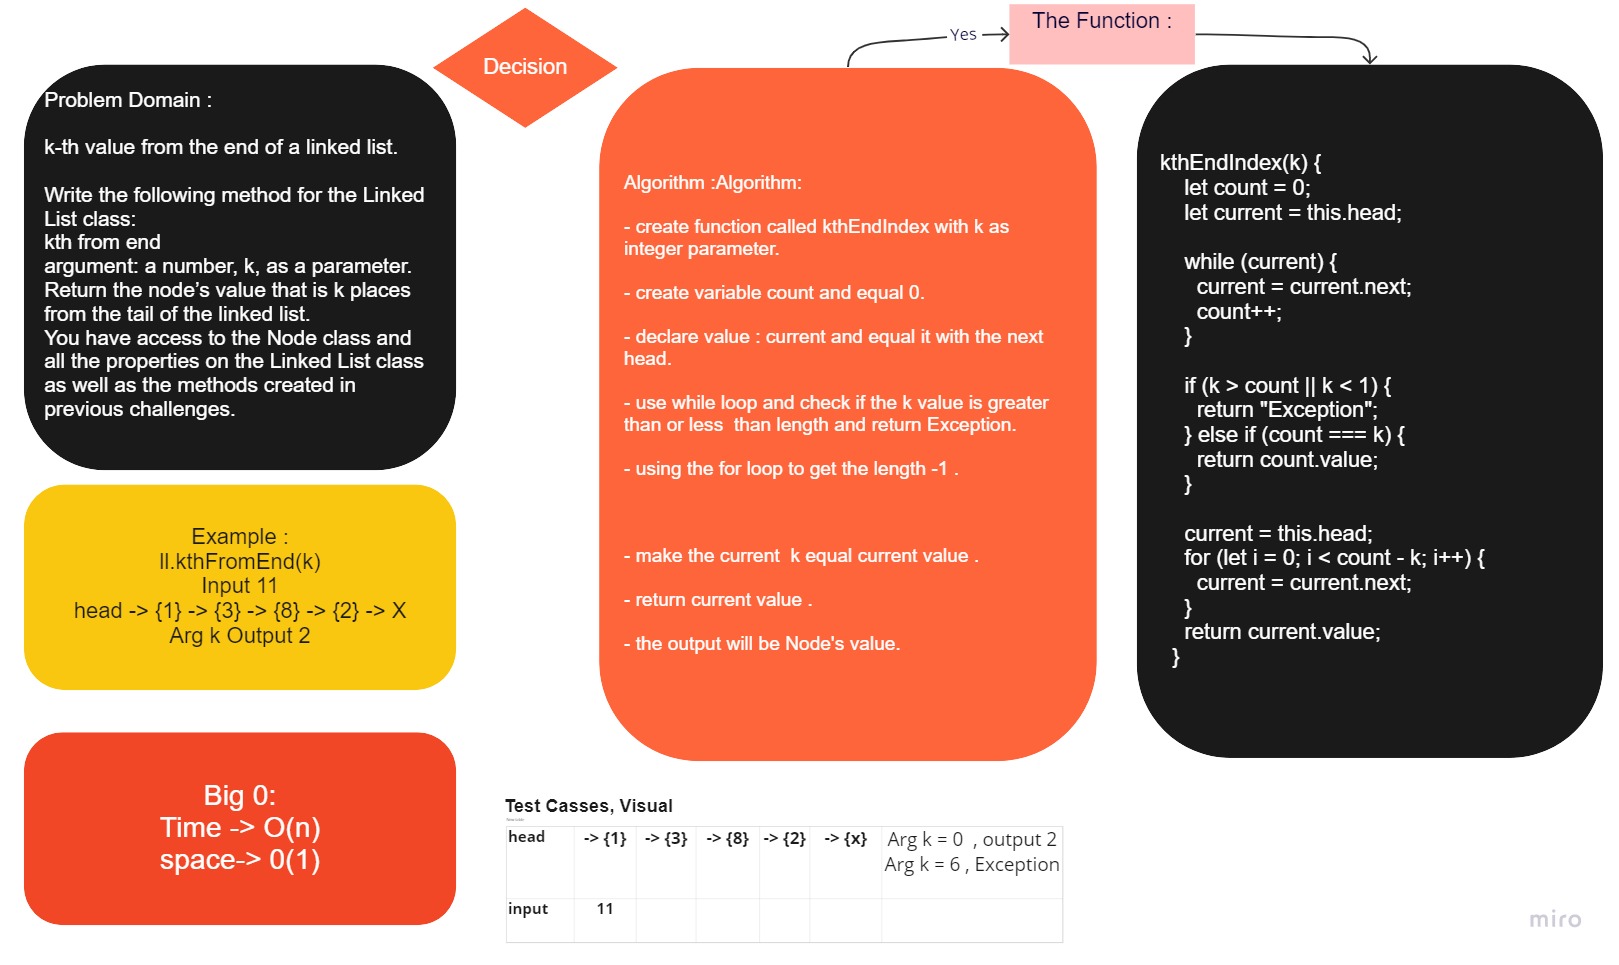 Decision
Yes
The Function :
Problem Domain :
k-th value from the end of a linked list.
Write the following method for the Linked
List class:
kth from end
argument: a number, k, as a parameter.
Return the node’s value that is k places
from the tail of the linked list.
You have access to the Node class and
all the properties on the Linked List class
as well as the methods created in
previous challenges.
Example :
ll.kthFromEnd(k)
Input 11
head -> {1} -> {3} -> {8} -> {2} -> X
Arg k Output 2
Big 0:
Time -> O(n)
space-> 0(1)
Algorithm :Algorithm:
- create function called kthEndIndex with k as
integer parameter.
- create variable count and equal 0.
- declare value : current and equal it with the next
head.
- use while loop and check if the k value is greater
than or less  than length and return Exception.
- using the for loop to get the length -1 .
- make the current  k equal current value .
- return current value .
- the output will be Node's value.
kthEndIndex(k) {
let count = 0;
let current = this.head;
while (current) {
current = current.next;
count++;
}
if (k > count || k < 1) {
return "Exception";
} else if (count === k) {
return count.value;
}
current = this.head;
for (let i = 0; i < count - k; i++) {
current = current.next;
}
return current.value;
}
Test Casses, Visual
head -> {1} -> {3} -> {8} -> {2} -> {x} Arg k = 0  , output 2
Arg k = 6 , Exception
input 11
miro